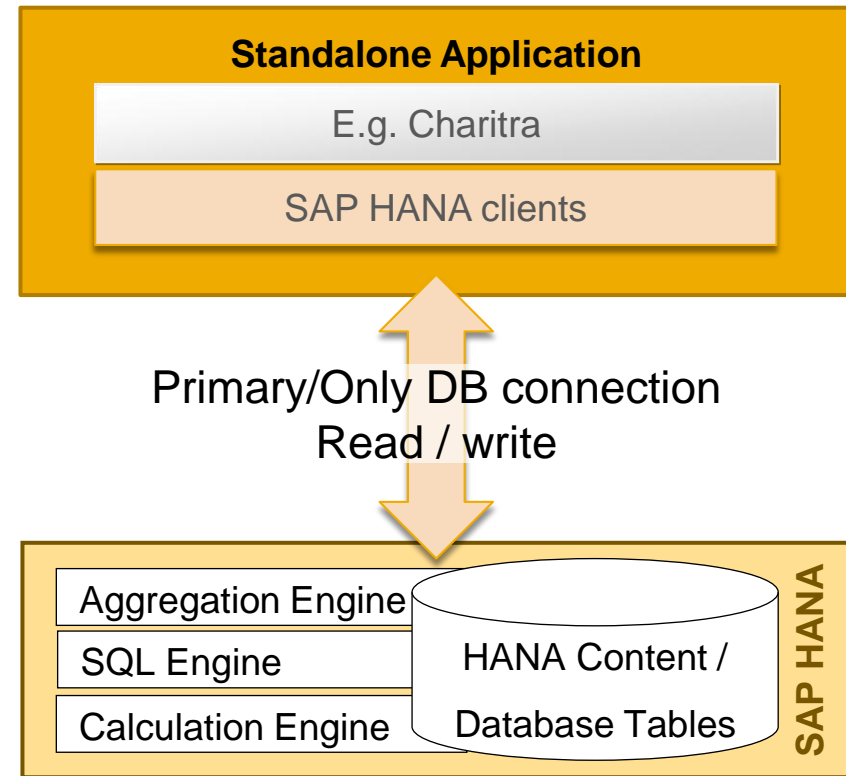 Standalone Application
E.g. Charitra
SAP HANA clients
Primary/Only DB connection
Read / write
Aggregation Engine
SQL Engine
Calculation Engine
HANA Content /
Database Tables
SAP HANA